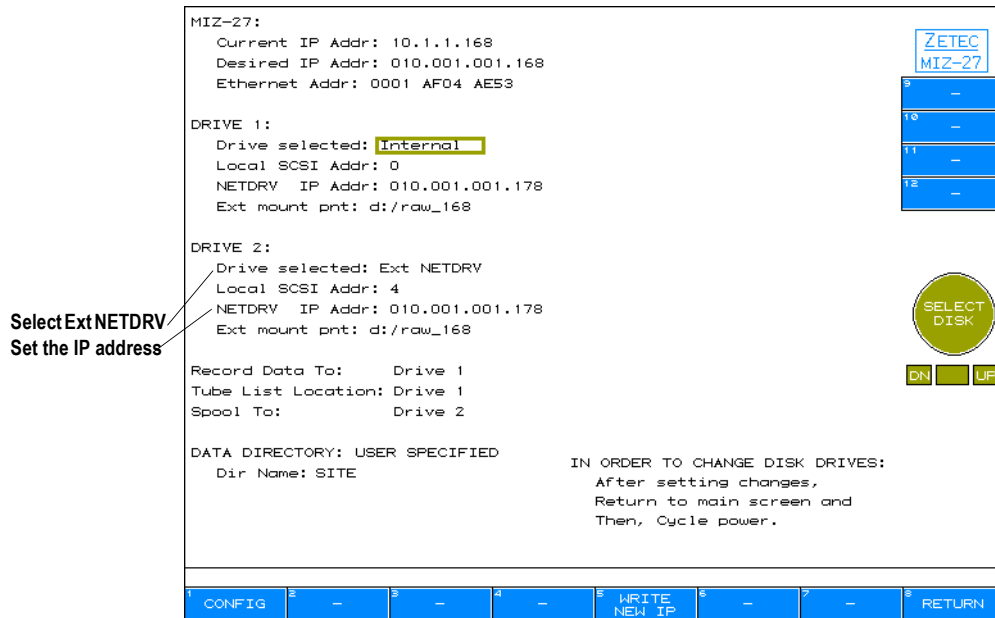 MIZ-27:
Current IP Addr: 10.1.1.168
Desired IP Addr: 010.001.001.168
Ethernet Addr: 0001 AF04 AE53
DRIVE 1:
Drive selected: Internal
Local SCSI Addr: 0
NETDRV IP Addr: 010.001.001.178
Ext mount pnt: d:/raw_168
DRIVE 2:
Drive selected: Ext NETDRV
Local SCSI Addr: 4
NETDRV IP Addr: 010.001.001.178
Ext mount pnt: d:/raw_168
Select Ext NETDRV
Set the IP address
Record Data To: Drive 1
Tube List Location: Drive 1
Spool To: Drive 2
DATA DIRECTORY: USER SPECIFIED
Dir Name: SITE
IN ORDER TO CHANGE DISK DRIVES:
After setting changes,
Return to main screen and
Then, Cycle power.
ZETEC
MIZ-27
9 -
10 -
11 -
12 -
SELECT
DISK
DN UP
1 CONFIG 2 - 3 - 4 - 5 WRITE NEW IP 6 - 7 - 8 RETURN